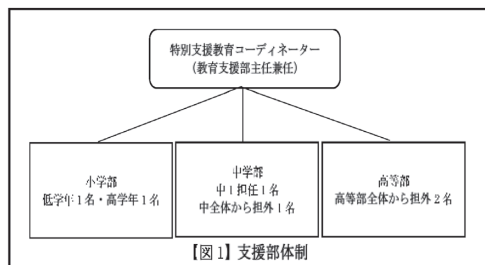 特別支援教育コーディネーター
(教育支援部主任兼任)
小学部
低学年1名・高学年1名
中学部
中1担任1名
中全体から担外1名
高等部
高等部全体から担外2名
【図1】支援部体制